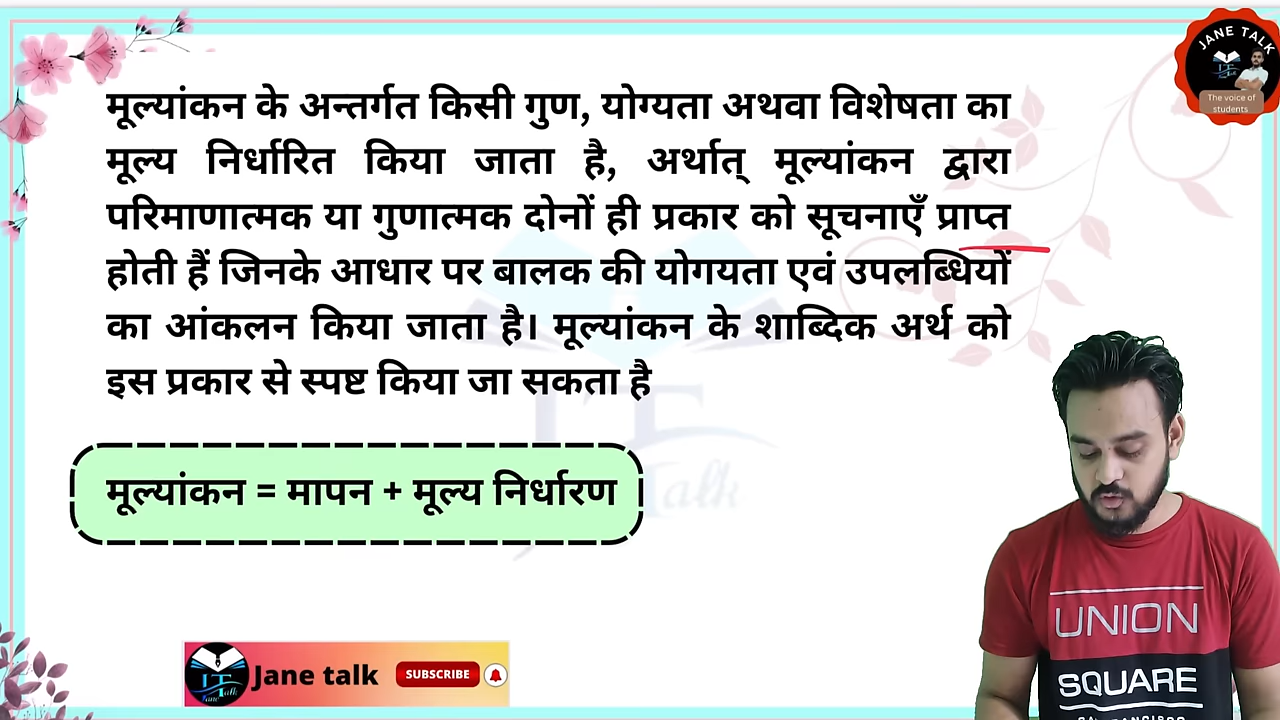 JANE TALK
The voice of
students
मूल्यांकन के अन्तर्गत किसी गुण, योग्यता अथवा विशेषता का
मूल्य निर्धारित किया जाता है, अर्थात् मूल्यांकन द्वारा
परिमाणात्मक या गुणात्मक दोनों ही प्रकार को सूचनाएँ प्राप्त
होती हैं जिनके आधार पर बालक की योगयता एवं उपलब्धियों
का आंकलन किया जाता है। मूल्यांकन के शाब्दिक अर्थ को
इस प्रकार से स्पष्ट किया जा सकता है
मूल्यांकन = मापन + मूल्य निर्धारण
Jane talk
SUBSCRIBE
UNION
SQUARE